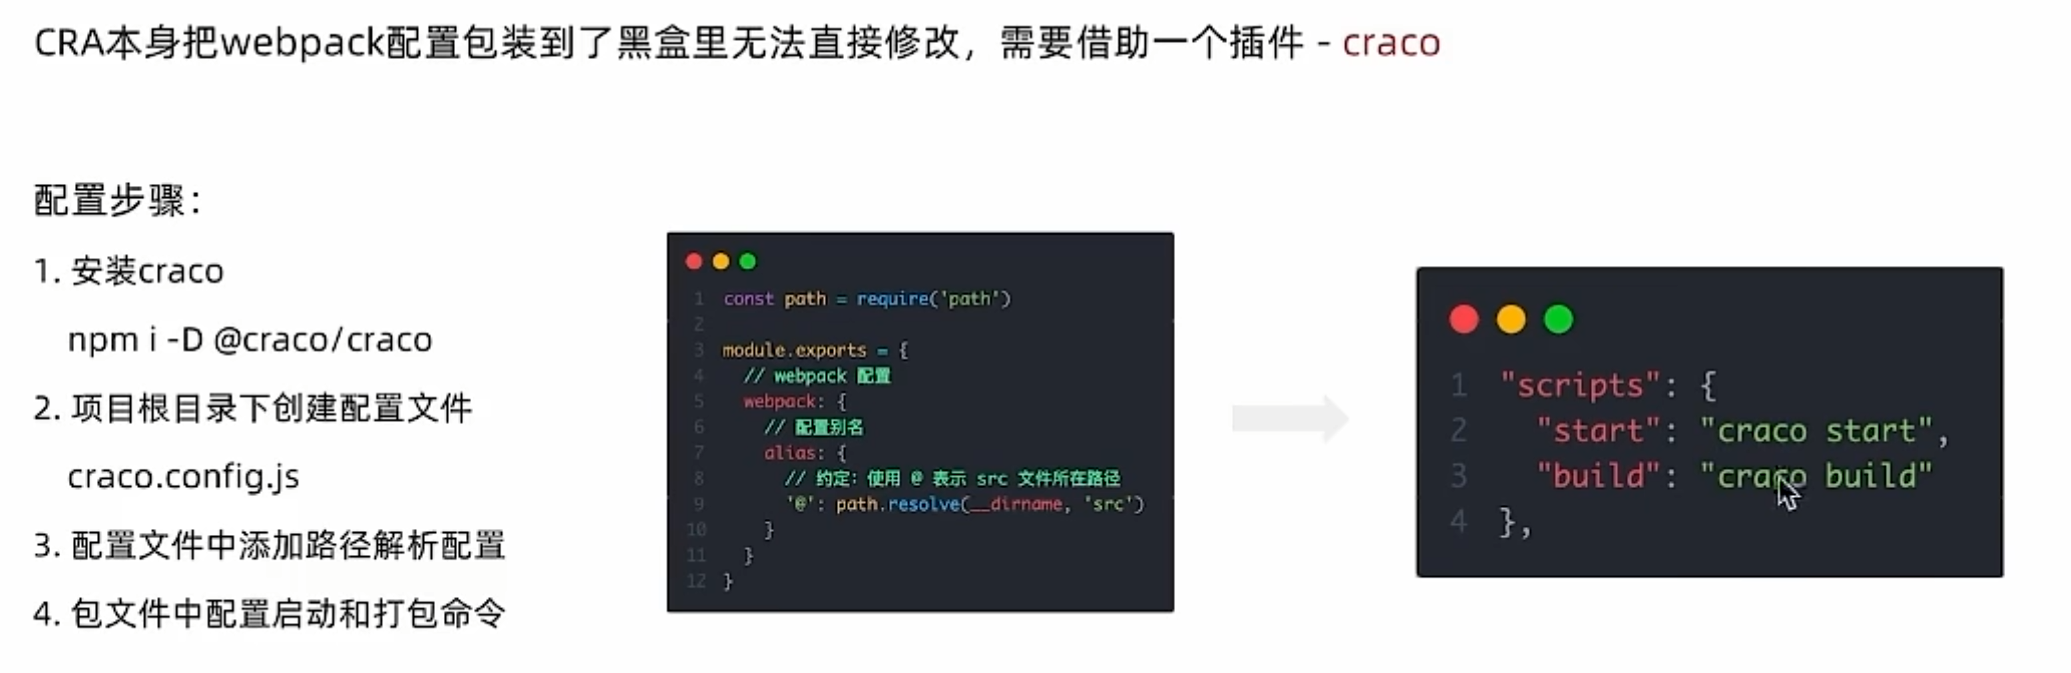 CRA本身把webpack配置包装到了黑盒里无法直接修改，需要借助一个插件 - craco
配置步骤：
1. 安装craco
npm i -D @craco/craco
2. 项目根目录下创建配置文件
craco.config.js
3. 配置文件中添加路径解析配置
4. 包文件中配置启动和打包命令
1 const path = require('path')
2
3 module.exports = {
4 // webpack 配置
5 webpack: {
6 // 配置别名
7 alias: {
8 // 约定：使用 @ 表示 src 文件所在路径
9 '@': path.resolve(__dirname, 'src')
10 }
11 }
12 }
1 "scripts": {
2 "start": "craco start",
3 "build": "craco build"
4 },